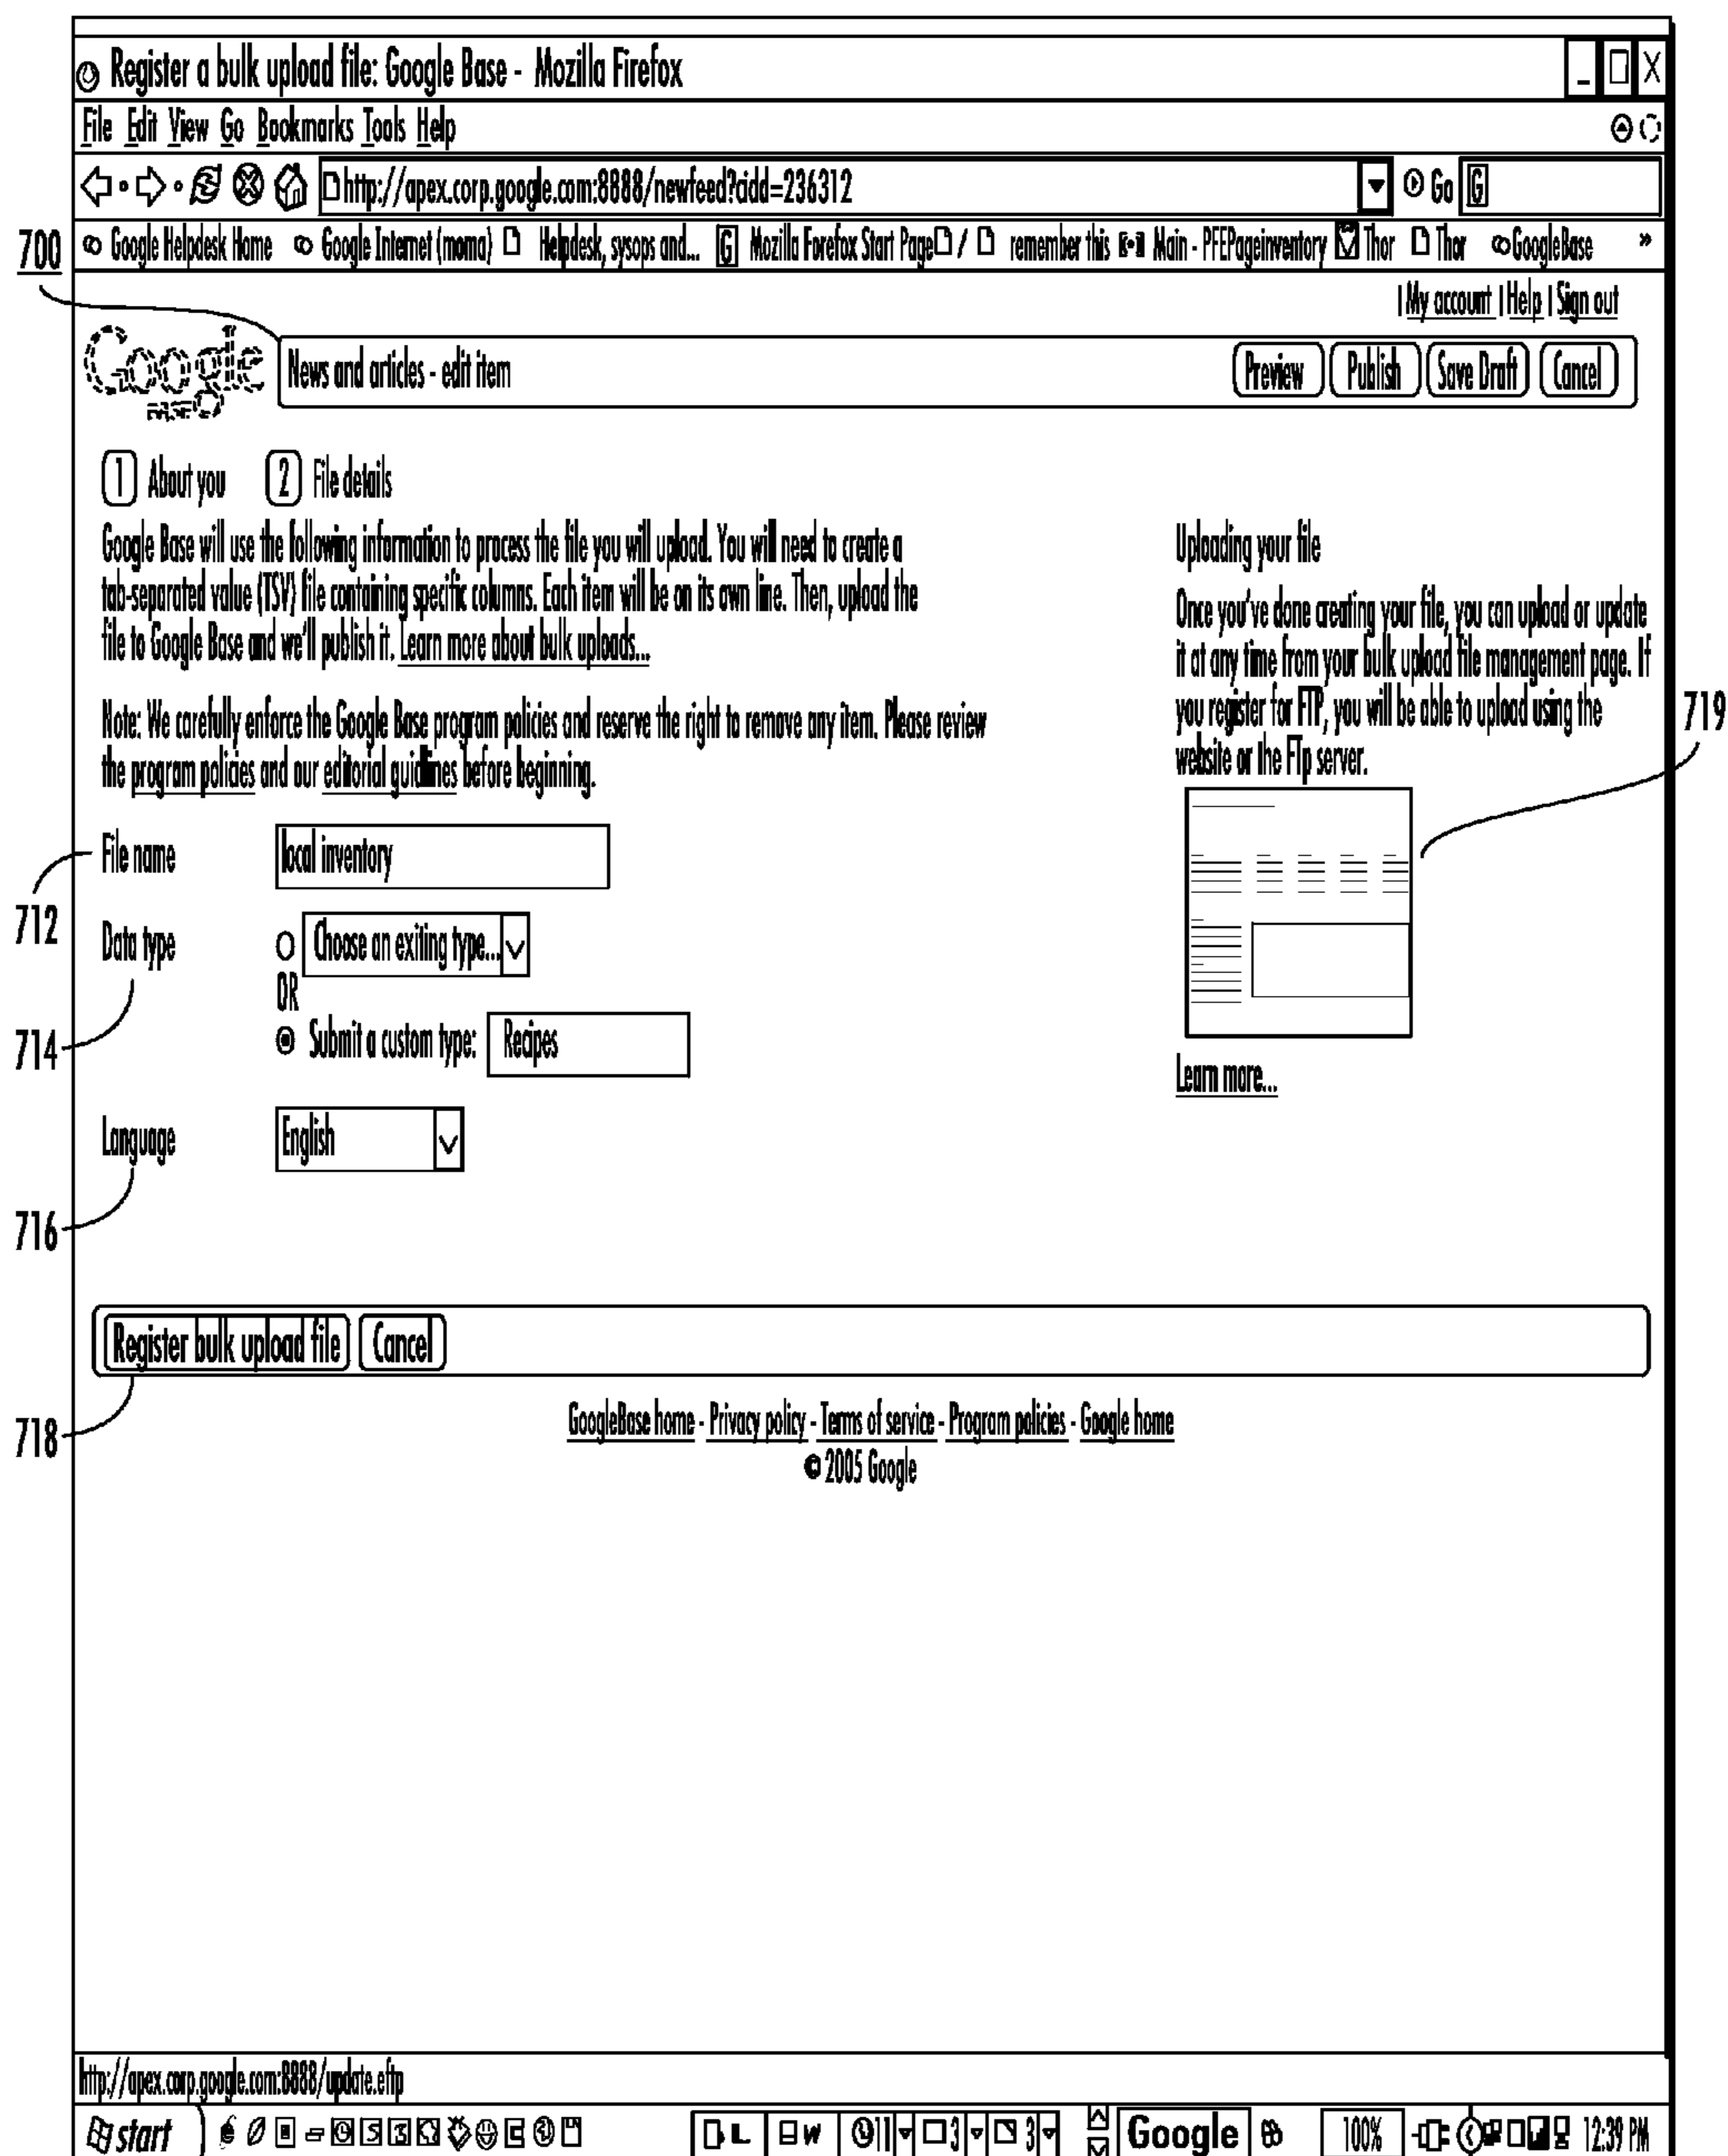 Register a bulk upload file: Google Base - Mozilla Firefox
File Edit View Go Bookmarks Tools Help
http://apex.corp.google.com:8888/newfeed?cidd=236312 Go G
700
Google Helpdesk Home Google Internet (moma) Helpdesk, sysops and... G Mozilla Forefox Start Page / remember this Main - PFEPageinventory Thor Thor GoogleBase »
| My account | Help | Sign out
Google
News and articles - edit item Preview Publish Save Draft Cancel
1 About you 2 File details
Google Base will use the following information to process the file you will upload. You will need to create a
tab-separated value (TSV) file containing specific columns. Each item will be on its own line. Then, upload the
file to Google Base and we'll publish it. Learn more about bulk uploads...
Note: We carefully enforce the Google Base program policies and reserve the right to remove any item. Please review
the program policies and our editorial guidlines before beginning.
Uploading your file
Once you've done creating your file, you can upload or update
it at any time from your bulk upload file management page. If
you register for FTP, you will be able to upload using the
website or the FTp server.
719
Learn more...
File name local inventory
712
Data type Choose an exiting type...
OR
Submit a custom type: Recipes
714
Language English
716
Register bulk upload file Cancel
718
GoogleBase home - Privacy policy - Terms of service - Program policies - Google home
© 2005 Google
http://apex.corp.google.com:8888/update.eftp
start L W 11 3 3 Google 100% 12:39 PM